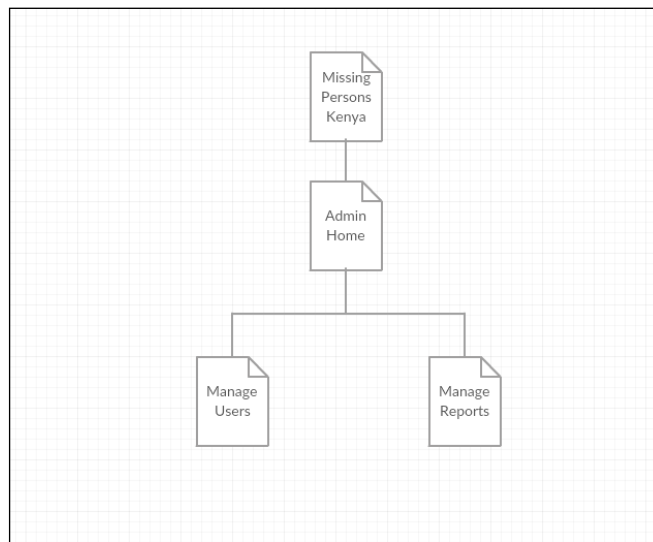 Missing
Persons
Kenya
Admin
Home
Manage
Users
Manage
Reports